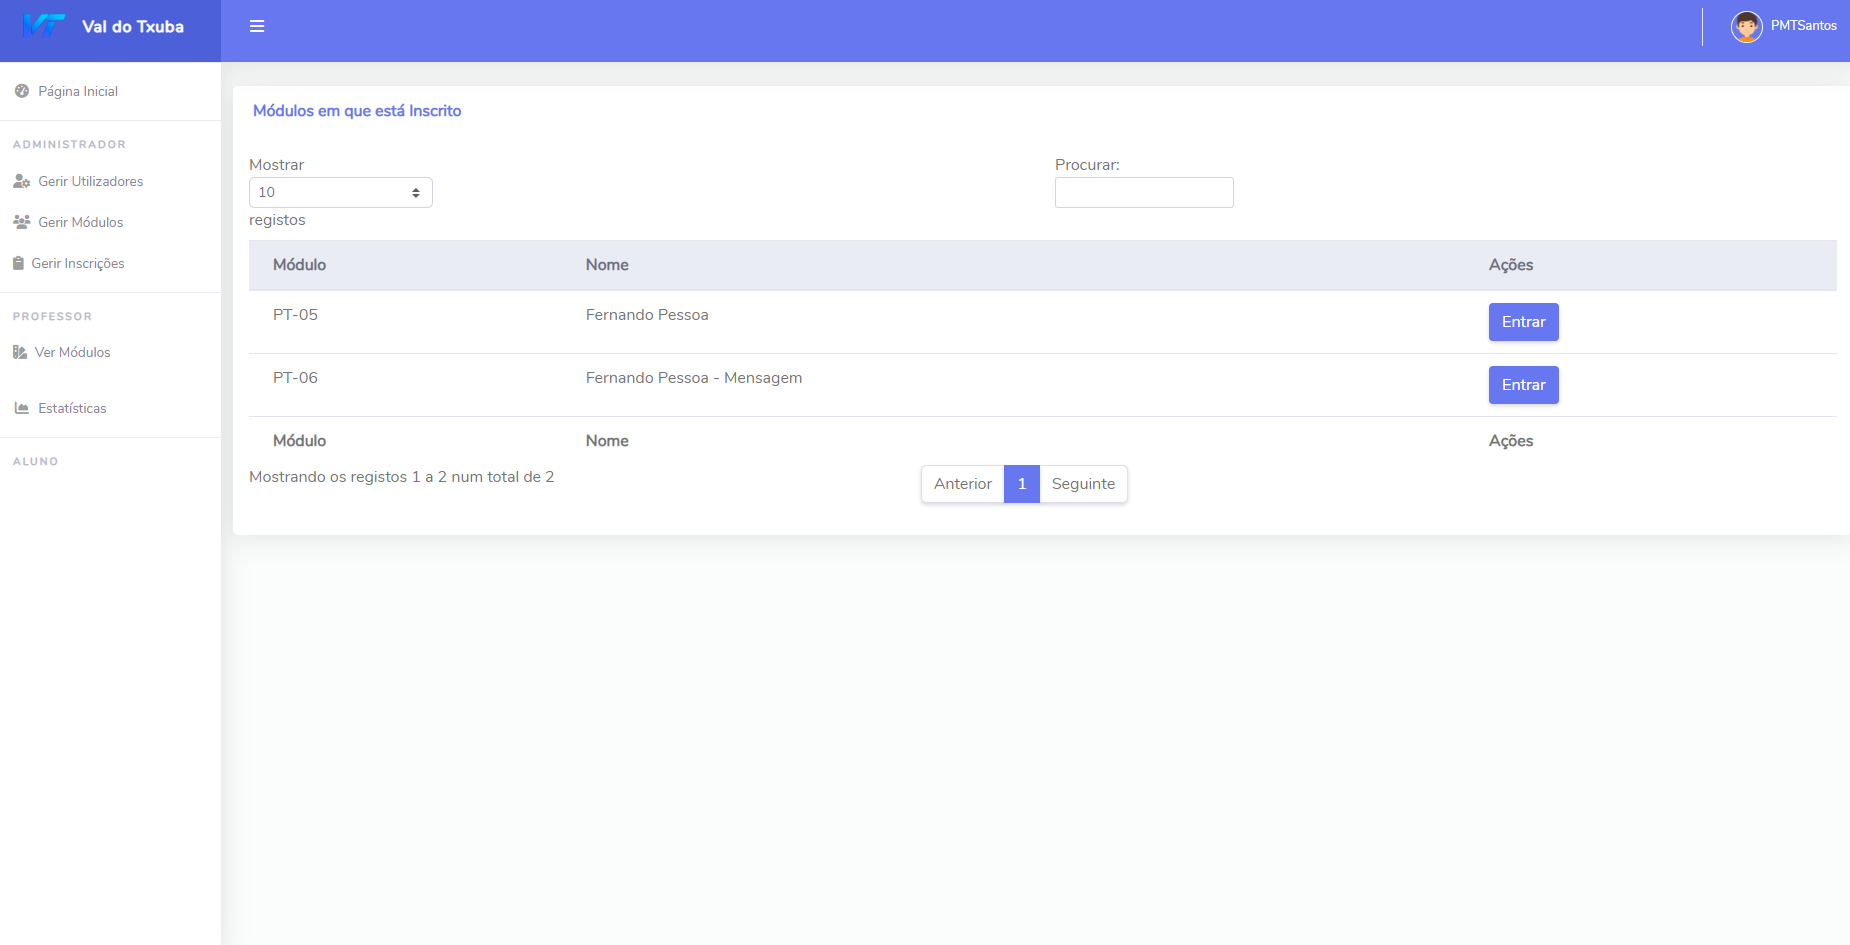 VT Val do Txuba
PMTSantos
Página Inicial
ADMINISTRADOR
Gerir Utilizadores
Gerir Módulos
Gerir Inscrições
PROFESSOR
Ver Módulos
Estatísticas
ALUNO
Módulos em que está Inscrito
Mostrar
10
registos
Procurar:
Módulo Nome Ações
PT-05 Fernando Pessoa Entrar
PT-06 Fernando Pessoa - Mensagem Entrar
Módulo Nome Ações
Mostrando os registos 1 a 2 num total de 2
Anterior 1 Seguinte